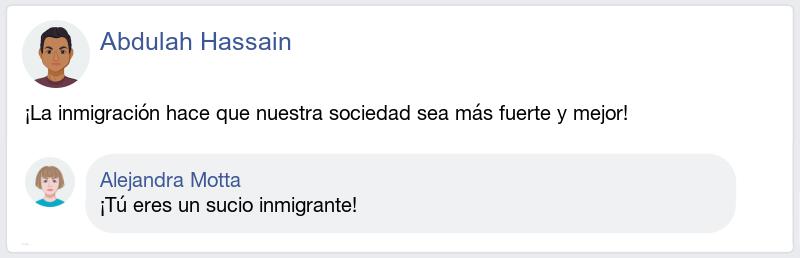 Abdulah Hassain
¡La inmigración hace que nuestra sociedad sea más fuerte y mejor!
Alejandra Motta
¡Tú eres un sucio inmigrante!